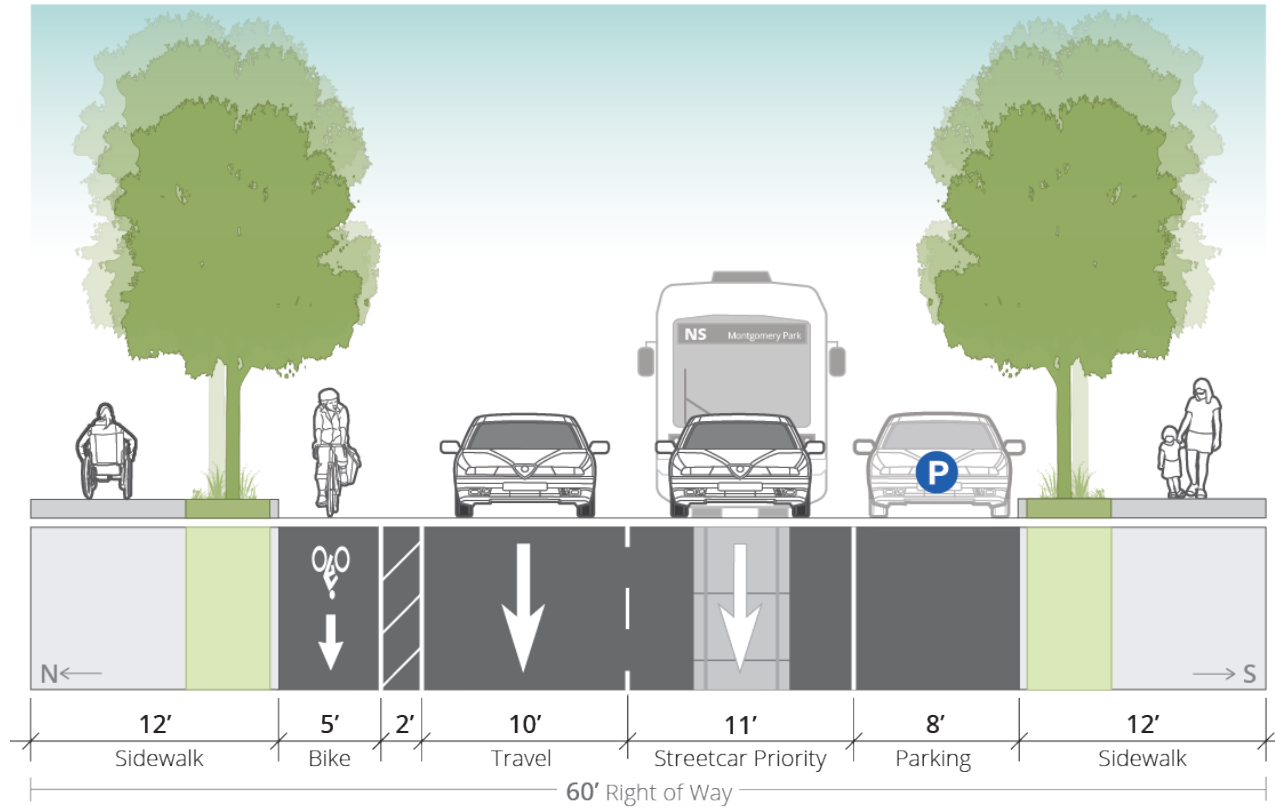 NS Montgomery Park
P
N
S
12’ 5’ 2’ 10’ 11’ 8’ 12’
Sidewalk Bike Travel Streetcar Priority Parking Sidewalk
60’ Right of Way